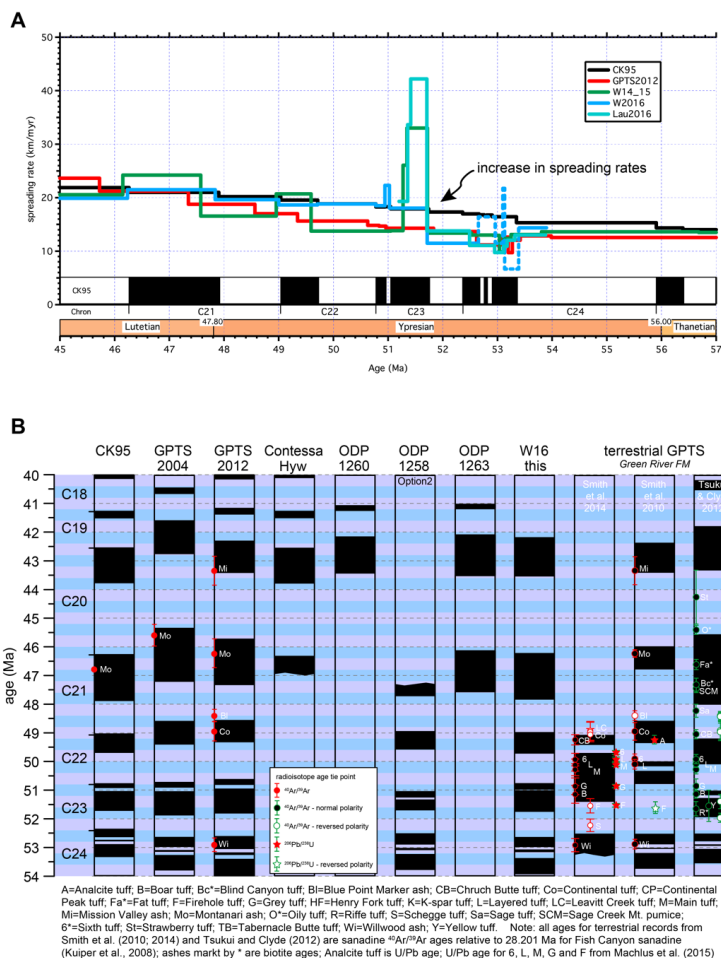 A
50
40
30
20
10
0
spreading rate (km/myr)
CK95
GPTS2012
W14_15
W2016
Lau2016
increase in spreading rates
CK95
Chron
C21
C22
C23
C24
Lutetian
47.80
Ypresian
56.00
Thanetian
45 46 47 48 49 50 51 52 53 54 55 56 57
Age (Ma)
B
CK95
GPTS
2004
GPTS
2012
Contessa
Hyw
ODP
1260
ODP
1258
Option2
ODP
1263
W16
this
terrestrial GPTS
Green River FM
Smith
et al
2014
Smith
et al
2010
Tsuku
& Clyd
2012
age (Ma)
40
41
42
43
44
45
46
47
48
49
50
51
52
53
54
C18
C19
C20
C21
C22
C23
C24
Mo
Mo
Mi
Mo
Co
Wi
CB
6
L
M
G
B
Wi
Mi
Mo
Bl
Co
A
L
F
Wi
St
O*
Fa*
Bc*
SCM
Sa
6
L
M
B
Y
R*
radioisotope age tie point
⁴⁰Ar/³⁹Ar
⁴⁰Ar/³⁹Ar - normal polarity
⁴⁰Ar/³⁹Ar - reversed polarity
²⁰⁶Pb/²³⁸U
²⁰⁶Pb/²³⁸U - reversed polarity
A=Analcite tuff; B=Boar tuff; Bc*=Blind Canyon tuff; Bl=Blue Point Marker ash; CB=Chruch Butte tuff; Co=Continental tuff; CP=Continental
Peak tuff; Fa*=Fat tuff; F=Firehole tuff; G=Grey tuff; HF=Henry Fork tuff; K=K-spar tuff; L=Layered tuff; LC=Leavitt Creek tuff; M=Main tuff;
Mi=Mission Valley ash; Mo=Montanari ash; O*=Oily tuff; R=Riffe tuff; S=Schegge tuff; Sa=Sage tuff; SCM=Sage Creek Mt. pumice;
6*=Sixth tuff; St=Strawberry tuff; TB=Tabernacle Butte tuff; Wi=Willwood ash; Y=Yellow tuff. Note: all ages for terrestrial records from
Smith et al. (2010; 2014) and Tsukui and Clyde (2012) are sanadine ⁴⁰Ar/³⁹Ar ages relative to 28.201 Ma for Fish Canyon sanadine
(Kuiper et al., 2008); ashes markt by * are biotite ages; Analcite tuff is U/Pb age; U/Pb age for 6, L, M, G and F from Machlus et al. (2015)